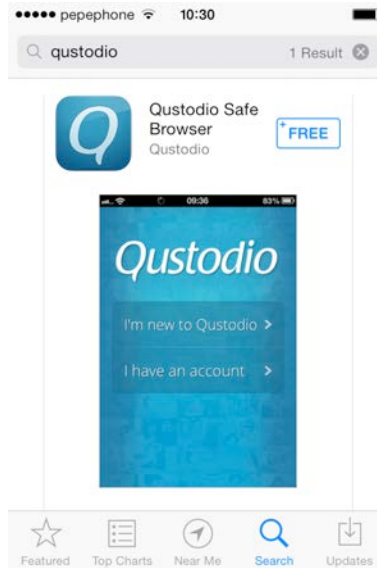 pepephone 10:30
qustodio 1 Result
Qustodio Safe
Browser
Qustodio
+FREE
09:36 83%
Qustodio
I'm new to Qustodio >
I have an account >
Featured Top Charts Near Me Search Updates